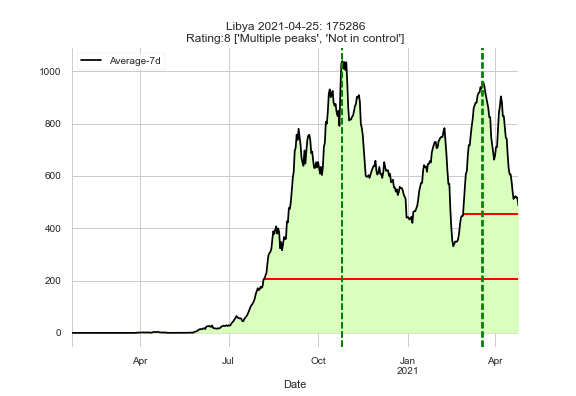 Libya 2021-04-25: 175286
Rating:8 ['Multiple peaks', 'Not in control']
Average-7d
1000
800
600
400
200
0
Apr
Jul
Oct
Jan
2021
Apr
Date